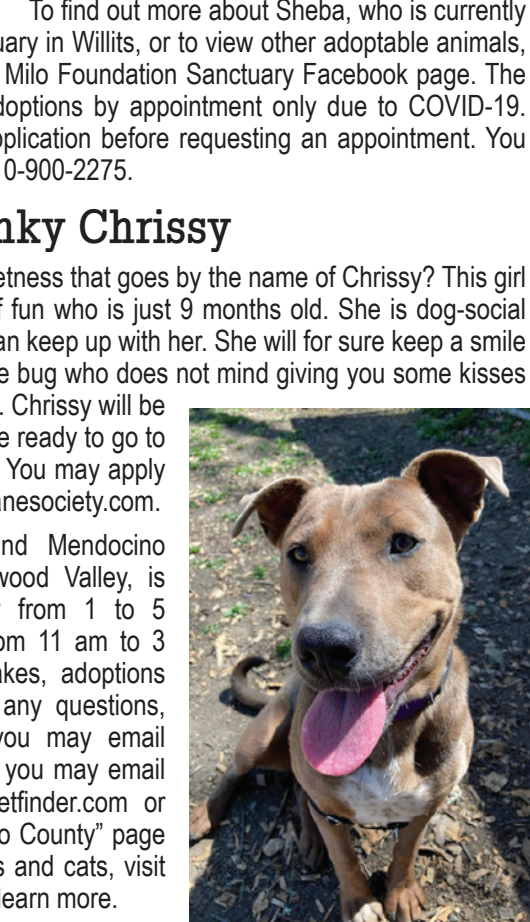 To find out more about Sheba, who is currently
uary in Willits, or to view other adoptable animals,
Milo Foundation Sanctuary Facebook page. The
doptions by appointment only due to COVID-19.
plication before requesting an appointment. You
0-900-2275.
nky Chrissy
etness that goes by the name of Chrissy? This girl
f fun who is just 9 months old. She is dog-social
an keep up with her. She will for sure keep a smile
e bug who does not mind giving you some kisses
. Chrissy will be
e ready to go to
You may apply
anesociety.com.
nd Mendocino
wood Valley, is
from 1 to 5
om 11 am to 3
akes, adoptions
any questions,
you may email
you may email
etfinder.com or
o County” page
s and cats, visit
learn more.